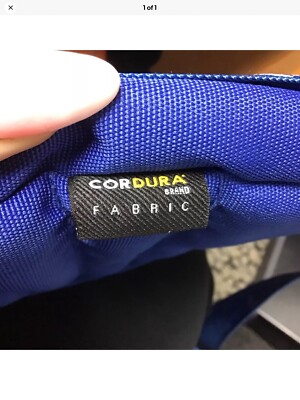 × 1 of 1
CORDURA®
BRAND
FABRIC